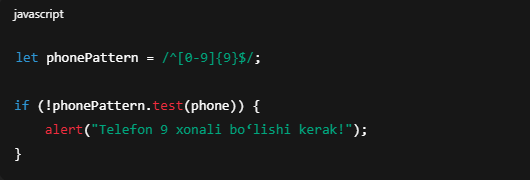 javascript
let phonePattern = /^[0-9]{9}$/;
if (!phonePattern.test(phone)) {
    alert("Telefon 9 xonali bo‘lishi kerak!");
}